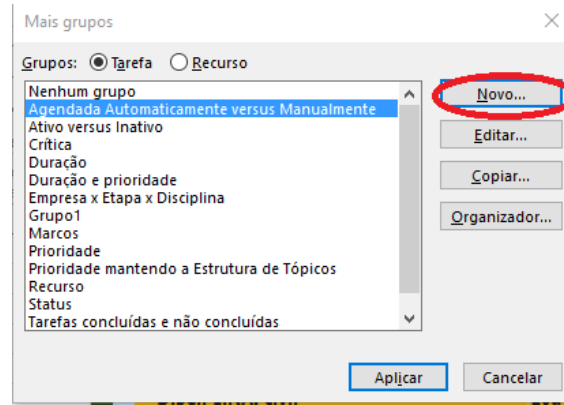 Mais grupos
Grupos: Tarefa Recurso
Nenhum grupo
Agendada Automaticamente versus Manualmente
Ativo versus Inativo
Crítica
Duração
Duração e prioridade
Empresa x Etapa x Disciplina
Grupo1
Marcos
Prioridade
Prioridade mantendo a Estrutura de Tópicos
Recurso
Status
Tarefas concluídas e não concluídas
Novo...
Editar...
Copiar...
Organizador...
Aplicar Cancelar